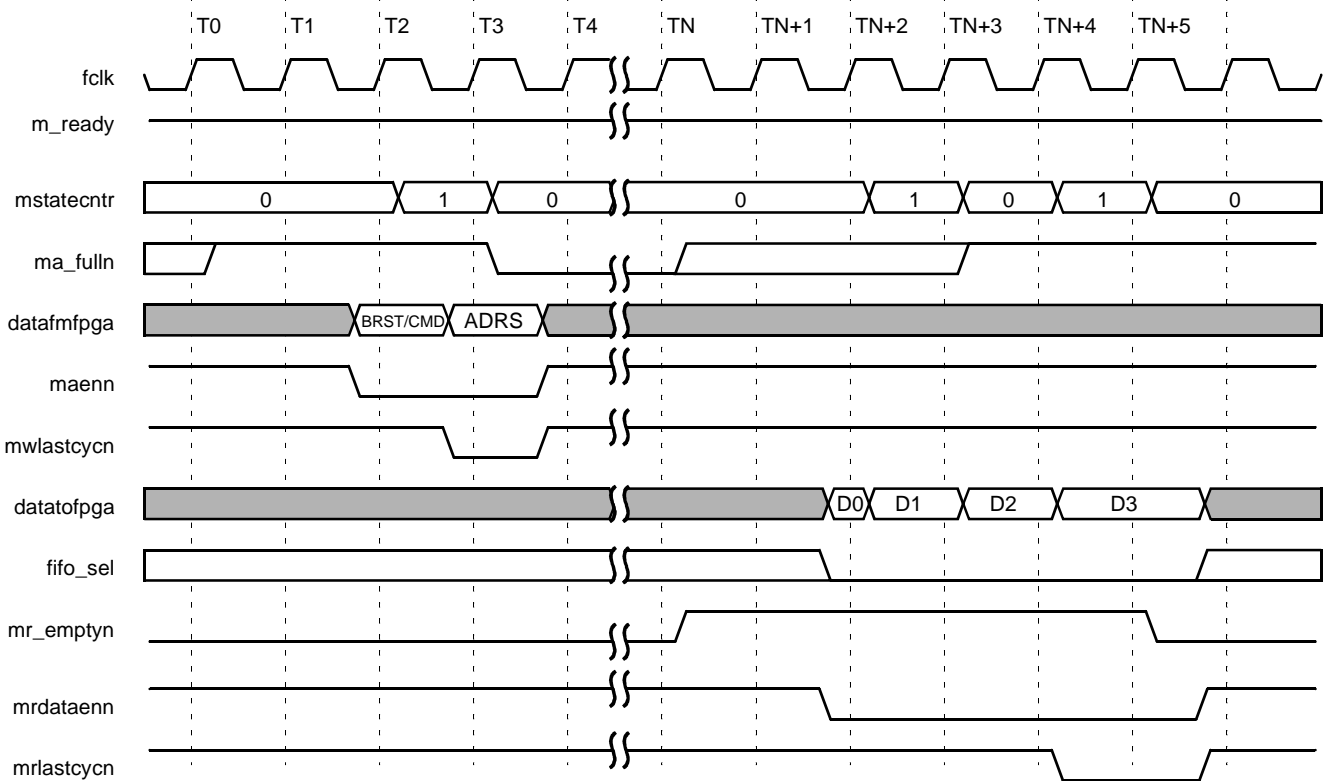 T0 T1 T2 T3 T4 TN TN+1 TN+2 TN+3 TN+4 TN+5
fclk
m_ready
mstatecntr 0 1 0 0 1 0 1 0
ma_fulln
datafmfpga BRST/CMD ADRS
maenn
mwlastcycn
datatofpga D0 D1 D2 D3
fifo_sel
mr_emptyn
mrdataenn
mrlastcycn